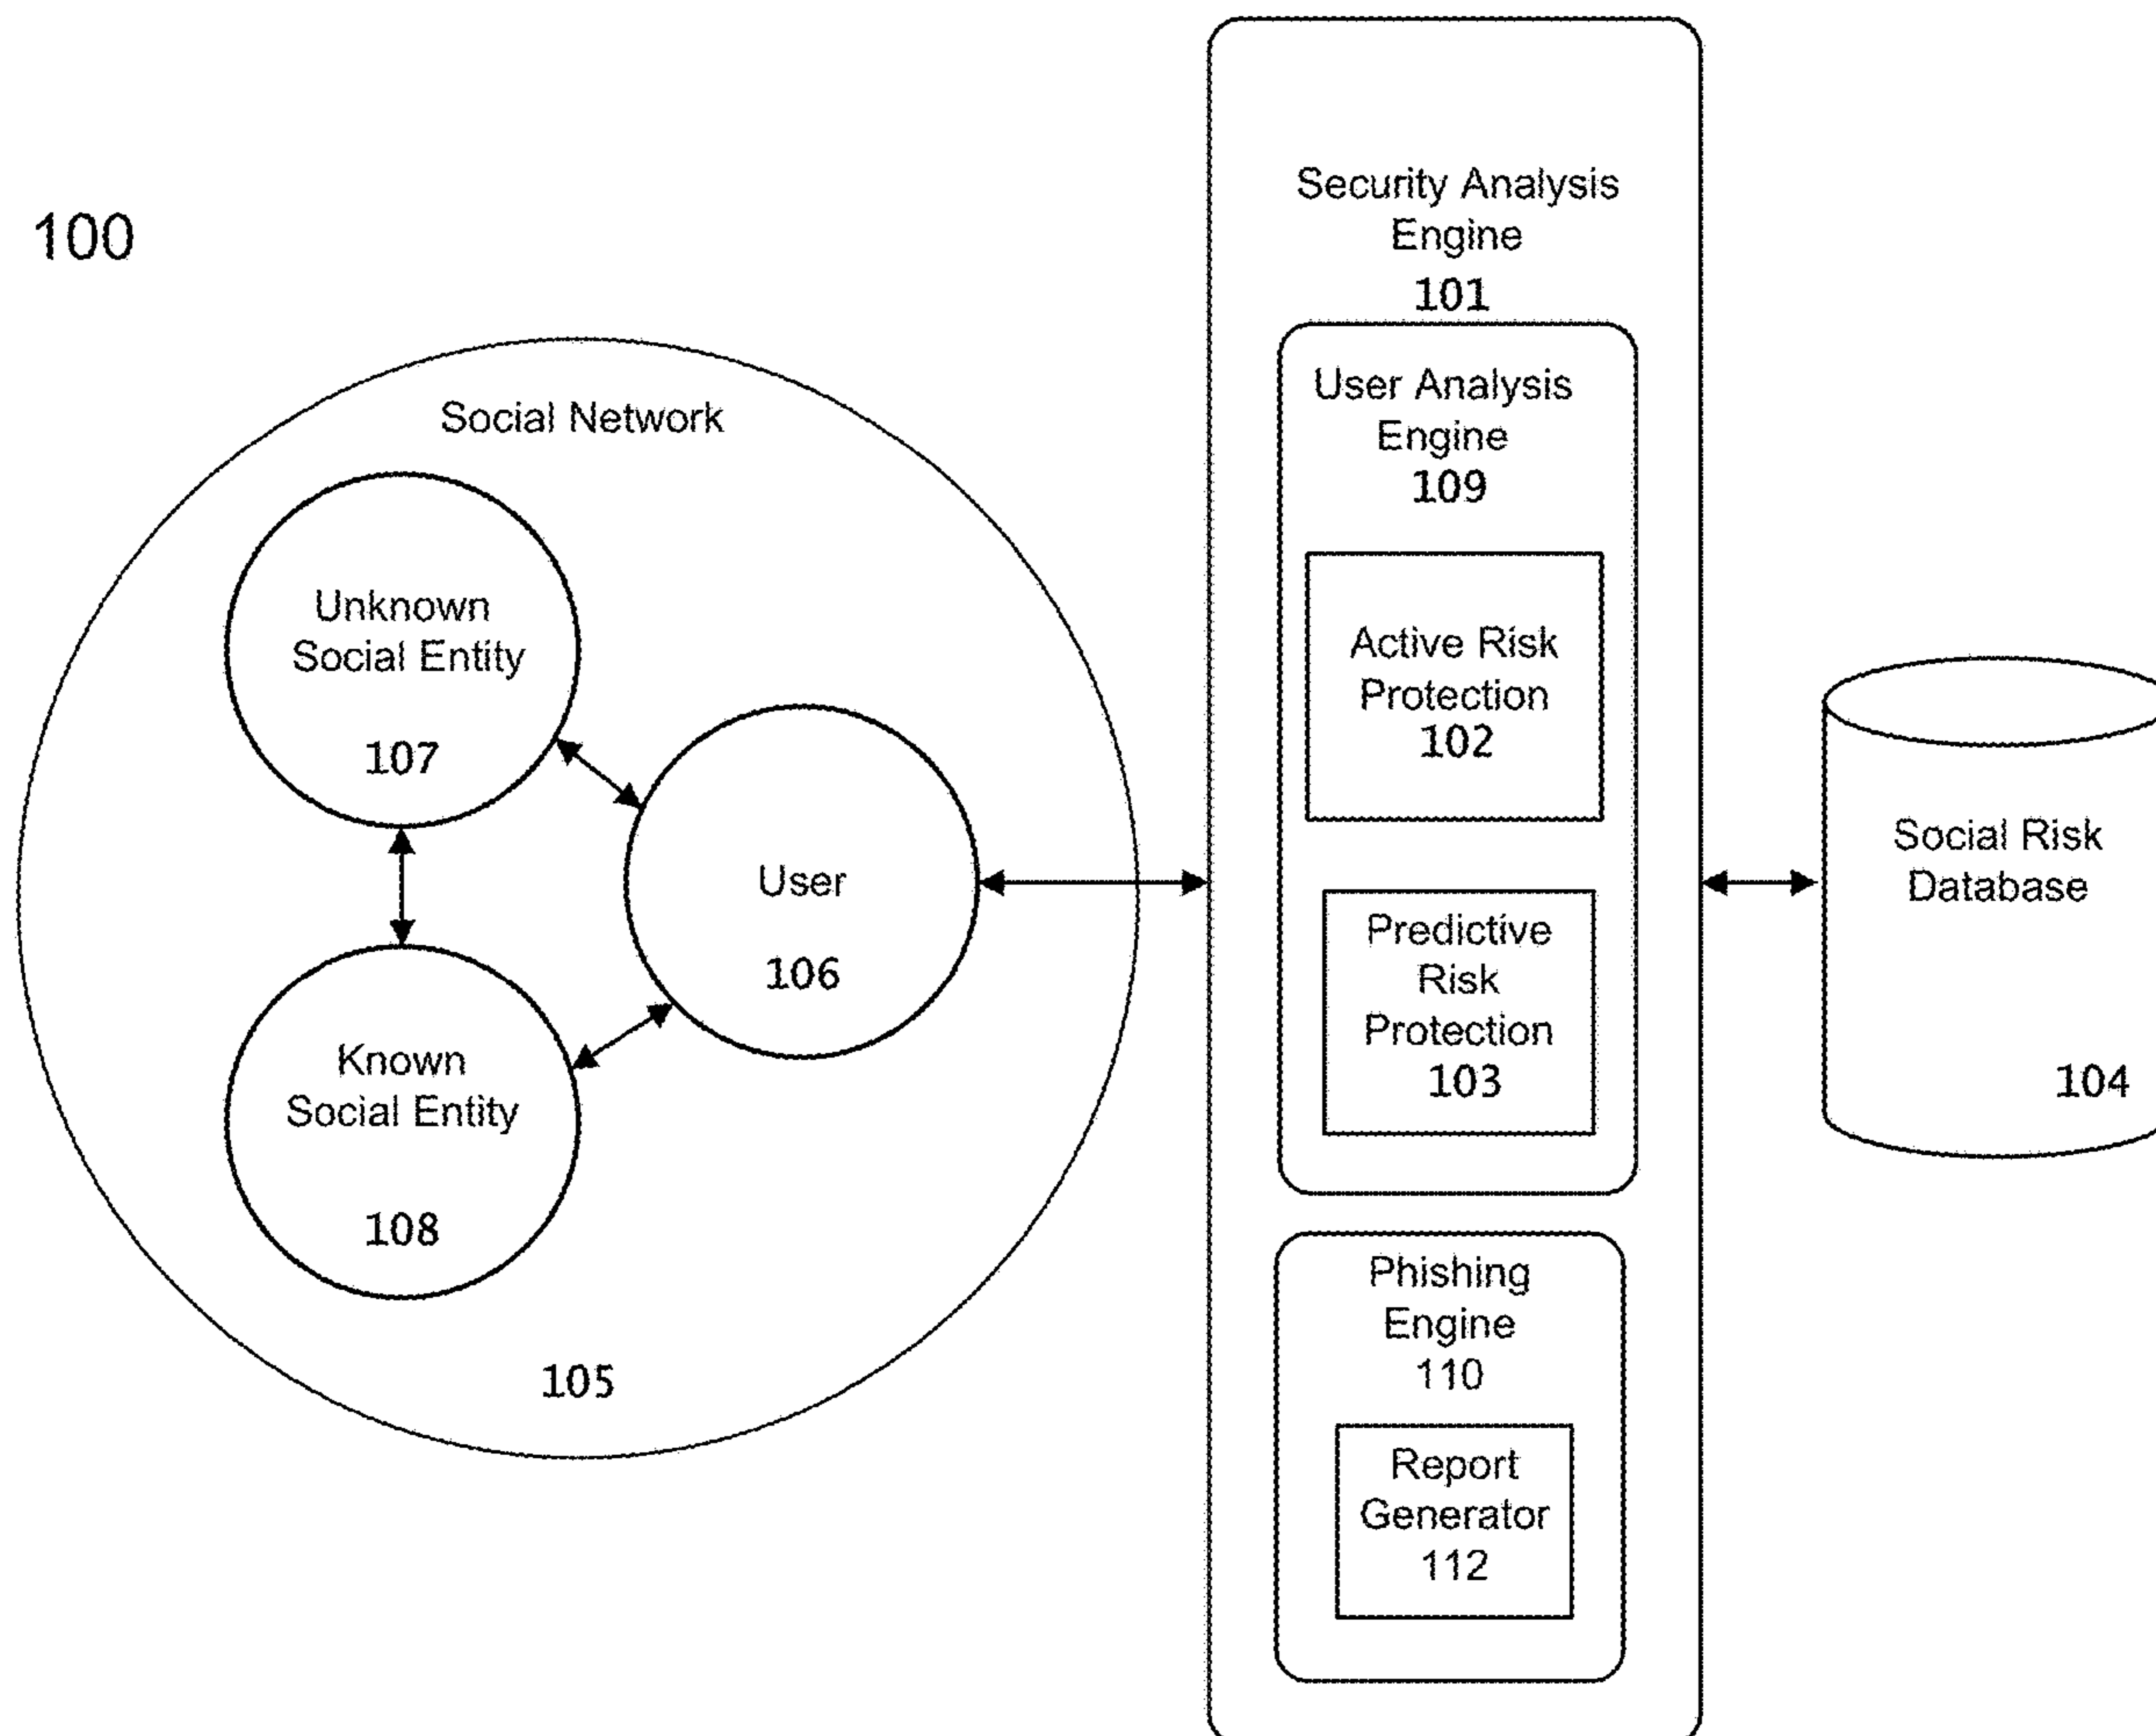 100
Social Network
Unknown
Social Entity
107
User
106
Known
Social Entity
108
105
Security Analysis
Engine
101
User Analysis
Engine
109
Active Risk
Protection
102
Predictive
Risk
Protection
103
Phishing
Engine
110
Report
Generator
112
Social Risk
Database
104